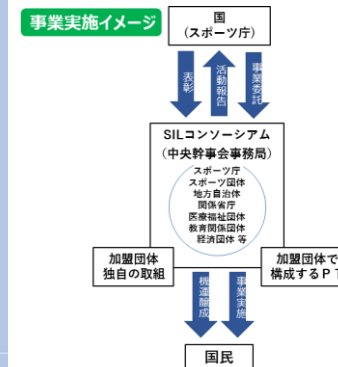 事業実施イメージ
国
(スポーツ庁)
表彰
活動報告
事業委託
SILコンソーシアム
(中央幹事会事務局)
スポーツ庁
スポーツ団体
地方自治体
関係省庁
医療福祉団体
教育関係団体
経済団体 等
加盟団体
独自の取組
加盟団体で
構成するPT
機運醸成
事業実施
国民